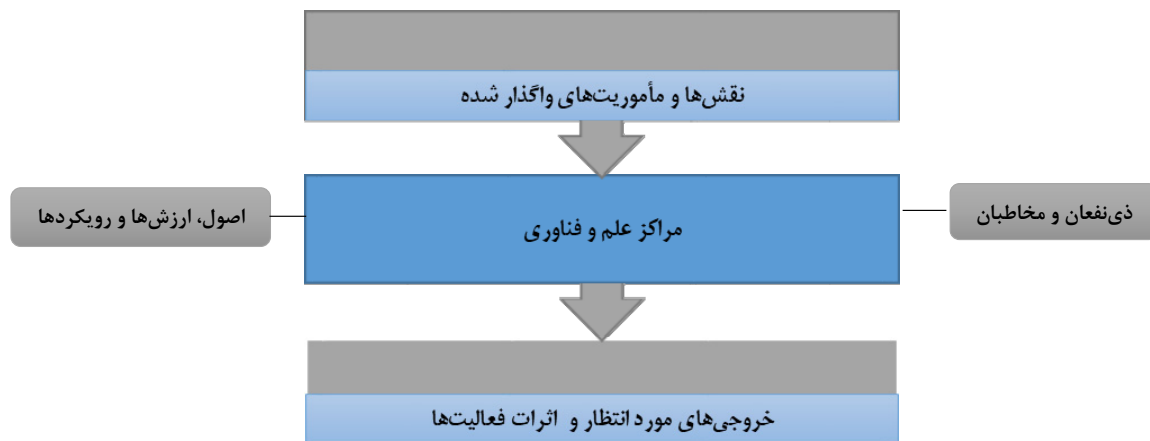 نقش‌ها و مأموریت‌های واگذار شده
ذی‌نفعان و مخاطبان
مراکز علم و فناوری
اصول، ارزش‌ها و رویکردها
خروجی‌های مورد انتظار و اثرات فعالیت‌ها